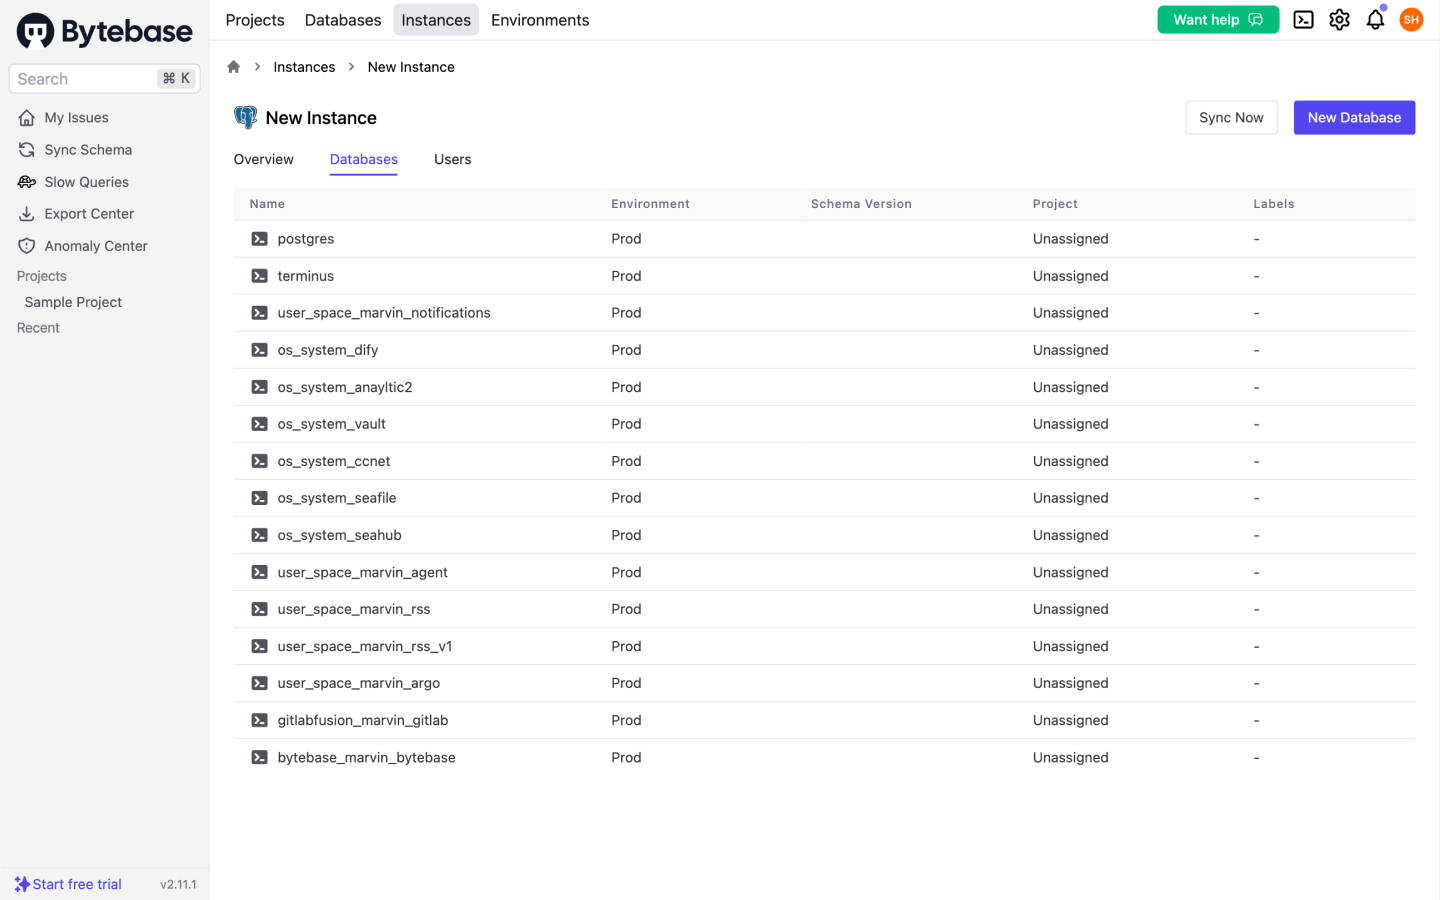 Bytebase
Projects Databases Instances Environments
Want help
SH
Search ⌘ K
My Issues
Sync Schema
Slow Queries
Export Center
Anomaly Center
Projects
Sample Project
Recent
Start free trial v2.11.1
Instances > New Instance
New Instance
Sync Now New Database
Overview Databases Users
Name Environment Schema Version Project Labels
postgres Prod Unassigned -
terminus Prod Unassigned -
user_space_marvin_notifications Prod Unassigned -
os_system_dify Prod Unassigned -
os_system_anayltic2 Prod Unassigned -
os_system_vault Prod Unassigned -
os_system_ccnet Prod Unassigned -
os_system_seafile Prod Unassigned -
os_system_seahub Prod Unassigned -
user_space_marvin_agent Prod Unassigned -
user_space_marvin_rss Prod Unassigned -
user_space_marvin_rss_v1 Prod Unassigned -
user_space_marvin_argo Prod Unassigned -
gitlabfusion_marvin_gitlab Prod Unassigned -
bytebase_marvin_bytebase Prod Unassigned -